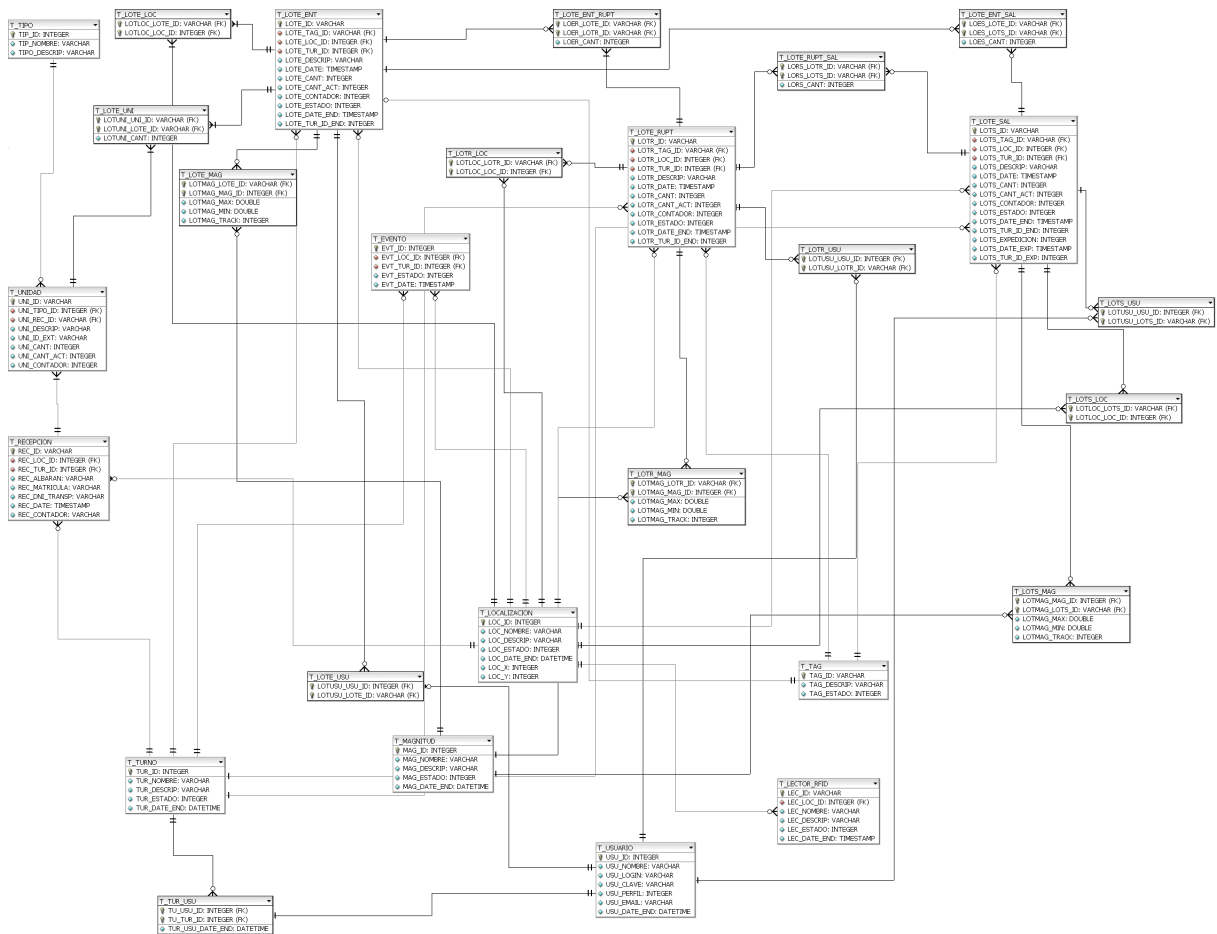 T_TIPO
TIP_ID: INTEGER
TIP_NOMBRE: VARCHAR
TIPO_DESCRIP: VARCHAR
T_LOTE_LOC
LOTLOC_LOTE_ID: VARCHAR (FK)
LOTLOC_LOC_ID: INTEGER (FK)
T_LOTE_ENT
LOTE_ID: VARCHAR
LOTE_TAG_ID: VARCHAR (FK)
LOTE_LOC_ID: INTEGER (FK)
LOTE_TUR_ID: INTEGER (FK)
LOTE_DESCRIP: VARCHAR
LOTE_DATE: TIMESTAMP
LOTE_CANT: INTEGER
LOTE_CANT_ACT: INTEGER
LOTE_CONTADOR: INTEGER
LOTE_ESTADO: INTEGER
LOTE_DATE_END: TIMESTAMP
LOTE_TUR_ID_END: INTEGER
T_LOTE_ENT_RUPT
LOER_LOTE_ID: VARCHAR (FK)
LOER_LOTR_ID: VARCHAR (FK)
LOER_CANT: INTEGER
T_LOTE_ENT_SAL
LOES_LOTE_ID: VARCHAR (FK)
LOES_LOTS_ID: VARCHAR (FK)
LOES_CANT: INTEGER
T_LOTE_RUPT_SAL
LORS_LOTR_ID: VARCHAR (FK)
LORS_LOTS_ID: VARCHAR (FK)
LORS_CANT: INTEGER
T_LOTE_UNI
LOTUNI_UNI_ID: VARCHAR (FK)
LOTUNI_LOTE_ID: VARCHAR (FK)
LOTUNI_CANT: INTEGER
T_LOTE_MAG
LOTMAG_LOTE_ID: VARCHAR (FK)
LOTMAG_MAG_ID: INTEGER (FK)
LOTMAG_MAX: DOUBLE
LOTMAG_MIN: DOUBLE
LOTMAG_TRACK: INTEGER
T_LOTR_LOC
LOTLOC_LOTR_ID: VARCHAR (FK)
LOTLOC_LOC_ID: INTEGER (FK)
T_LOTE_RUPT
LOTR_ID: VARCHAR
LOTR_TAG_ID: VARCHAR (FK)
LOTR_LOC_ID: INTEGER (FK)
LOTR_TUR_ID: INTEGER (FK)
LOTR_DESCRIP: VARCHAR
LOTR_DATE: TIMESTAMP
LOTR_CANT: INTEGER
LOTR_CANT_ACT: INTEGER
LOTR_CONTADOR: INTEGER
LOTR_ESTADO: INTEGER
LOTR_DATE_END: TIMESTAMP
LOTR_TUR_ID_END: INTEGER
T_LOTE_SAL
LOTS_ID: VARCHAR
LOTS_TAG_ID: VARCHAR (FK)
LOTS_LOC_ID: INTEGER (FK)
LOTS_TUR_ID: INTEGER (FK)
LOTS_DESCRIP: VARCHAR
LOTS_DATE: TIMESTAMP
LOTS_CANT: INTEGER
LOTS_CANT_ACT: INTEGER
LOTS_CONTADOR: INTEGER
LOTS_ESTADO: INTEGER
LOTS_DATE_END: TIMESTAMP
LOTS_TUR_ID_END: INTEGER
LOTS_EXPEDICION: INTEGER
LOTS_DATE_EXP: TIMESTAMP
LOTS_TUR_ID_EXP: INTEGER
T_EVENTO
EVT_ID: INTEGER
EVT_LOC_ID: INTEGER (FK)
EVT_TUR_ID: INTEGER (FK)
EVT_ESTADO: INTEGER
EVT_DATE: TIMESTAMP
T_LOTR_USU
LOTUSU_USU_ID: INTEGER (FK)
LOTUSU_LOTR_ID: VARCHAR (FK)
T_UNIDAD
UNI_ID: VARCHAR
UNI_TIPO_ID: INTEGER (FK)
UNI_REC_ID: VARCHAR (FK)
UNI_DESCRIP: VARCHAR
UNI_ID_EXT: VARCHAR
UNI_CANT: INTEGER
UNI_CANT_ACT: INTEGER
UNI_CONTADOR: INTEGER
T_LOTS_USU
LOTUSU_USU_ID: INTEGER (FK)
LOTUSU_LOTS_ID: VARCHAR (FK)
T_LOTS_LOC
LOTLOC_LOTS_ID: VARCHAR (FK)
LOTLOC_LOC_ID: INTEGER (FK)
T_RECEPCION
REC_ID: VARCHAR
REC_LOC_ID: INTEGER (FK)
REC_TUR_ID: INTEGER (FK)
REC_ALBARAN: VARCHAR
REC_MATRICULA: VARCHAR
REC_DNI_TRANSP: VARCHAR
REC_DATE: TIMESTAMP
REC_CONTADOR: VARCHAR
T_LOTR_MAG
LOTMAG_LOTR_ID: VARCHAR (FK)
LOTMAG_MAG_ID: INTEGER (FK)
LOTMAG_MAX: DOUBLE
LOTMAG_MIN: DOUBLE
LOTMAG_TRACK: INTEGER
T_LOTS_MAG
LOTMAG_MAG_ID: INTEGER (FK)
LOTMAG_LOTS_ID: VARCHAR (FK)
LOTMAG_MAX: DOUBLE
LOTMAG_MIN: DOUBLE
LOTMAG_TRACK: INTEGER
T_LOCALIZACION
LOC_ID: INTEGER
LOC_NOMBRE: VARCHAR
LOC_DESCRIP: VARCHAR
LOC_ESTADO: INTEGER
LOC_DATE_END: DATETIME
LOC_X: INTEGER
LOC_Y: INTEGER
T_TAG
TAG_ID: VARCHAR
TAG_DESCRIP: VARCHAR
TAG_ESTADO: INTEGER
T_LOTE_USU
LOTUSU_USU_ID: INTEGER (FK)
LOTUSU_LOTE_ID: VARCHAR (FK)
T_MAGNITUD
MAG_ID: INTEGER
MAG_NOMBRE: VARCHAR
MAG_DESCRIP: VARCHAR
MAG_ESTADO: INTEGER
MAG_DATE_END: DATETIME
T_TURNO
TUR_ID: INTEGER
TUR_NOMBRE: VARCHAR
TUR_DESCRIP: VARCHAR
TUR_ESTADO: INTEGER
TUR_DATE_END: DATETIME
T_LECTOR_RFID
LEC_ID: VARCHAR
LEC_LOC_ID: INTEGER (FK)
LEC_NOMBRE: VARCHAR
LEC_DESCRIP: VARCHAR
LEC_ESTADO: INTEGER
LEC_DATE_END: TIMESTAMP
T_USUARIO
USU_ID: INTEGER
USU_NOMBRE: VARCHAR
USU_LOGIN: VARCHAR
USU_CLAVE: VARCHAR
USU_PERFIL: INTEGER
USU_EMAIL: VARCHAR
USU_DATE_END: DATETIME
T_TUR_USU
TU_USU_ID: INTEGER (FK)
TU_TUR_ID: INTEGER (FK)
TUR_USU_DATE_END: DATETIME